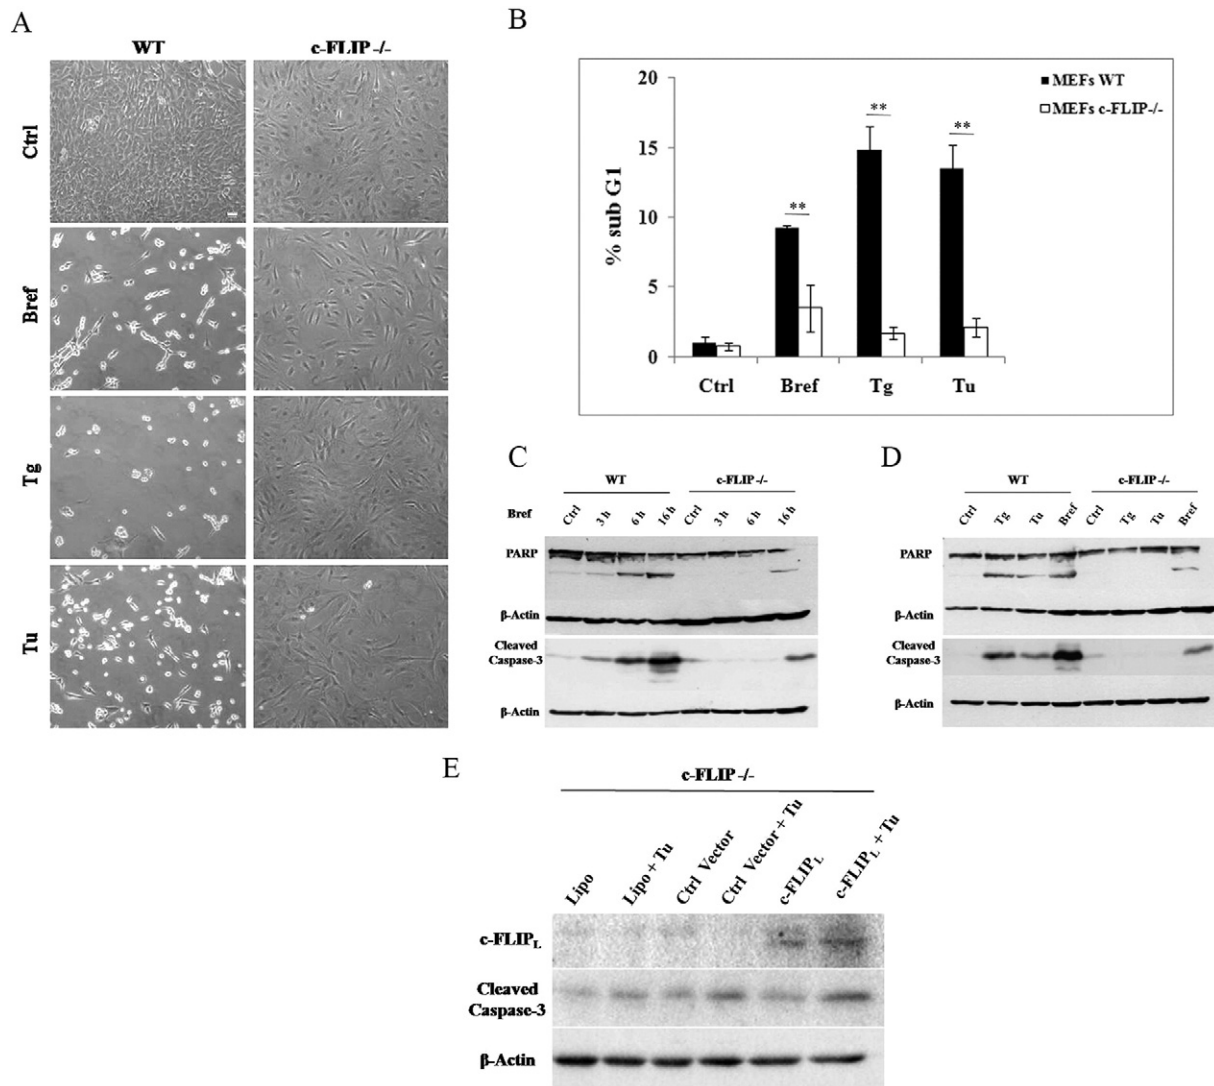 A
WT c-FLIP -/-
Ctrl
Bref
Tg
Tu
B
% sub G1
20
15
10
5
0
** ** **
MEFs WT
MEFs c-FLIP-/-
Ctrl Bref Tg Tu
C
WT c-FLIP-/-
Bref Ctrl 3 h 6 h 16 h Ctrl 3 h 6 h 16 h
PARP
β-Actin
Cleaved
Caspase-3
β-Actin
D
WT c-FLIP-/-
Ctrl Tg Tu Bref Ctrl Tg Tu Bref
PARP
β-Actin
Cleaved
Caspase-3
β-Actin
E
c-FLIP -/-
Lipo Lipo + Tu Ctrl Vector Ctrl Vector + Tu c-FLIPL c-FLIPL + Tu
c-FLIPL
Cleaved
Caspase-3
β-Actin